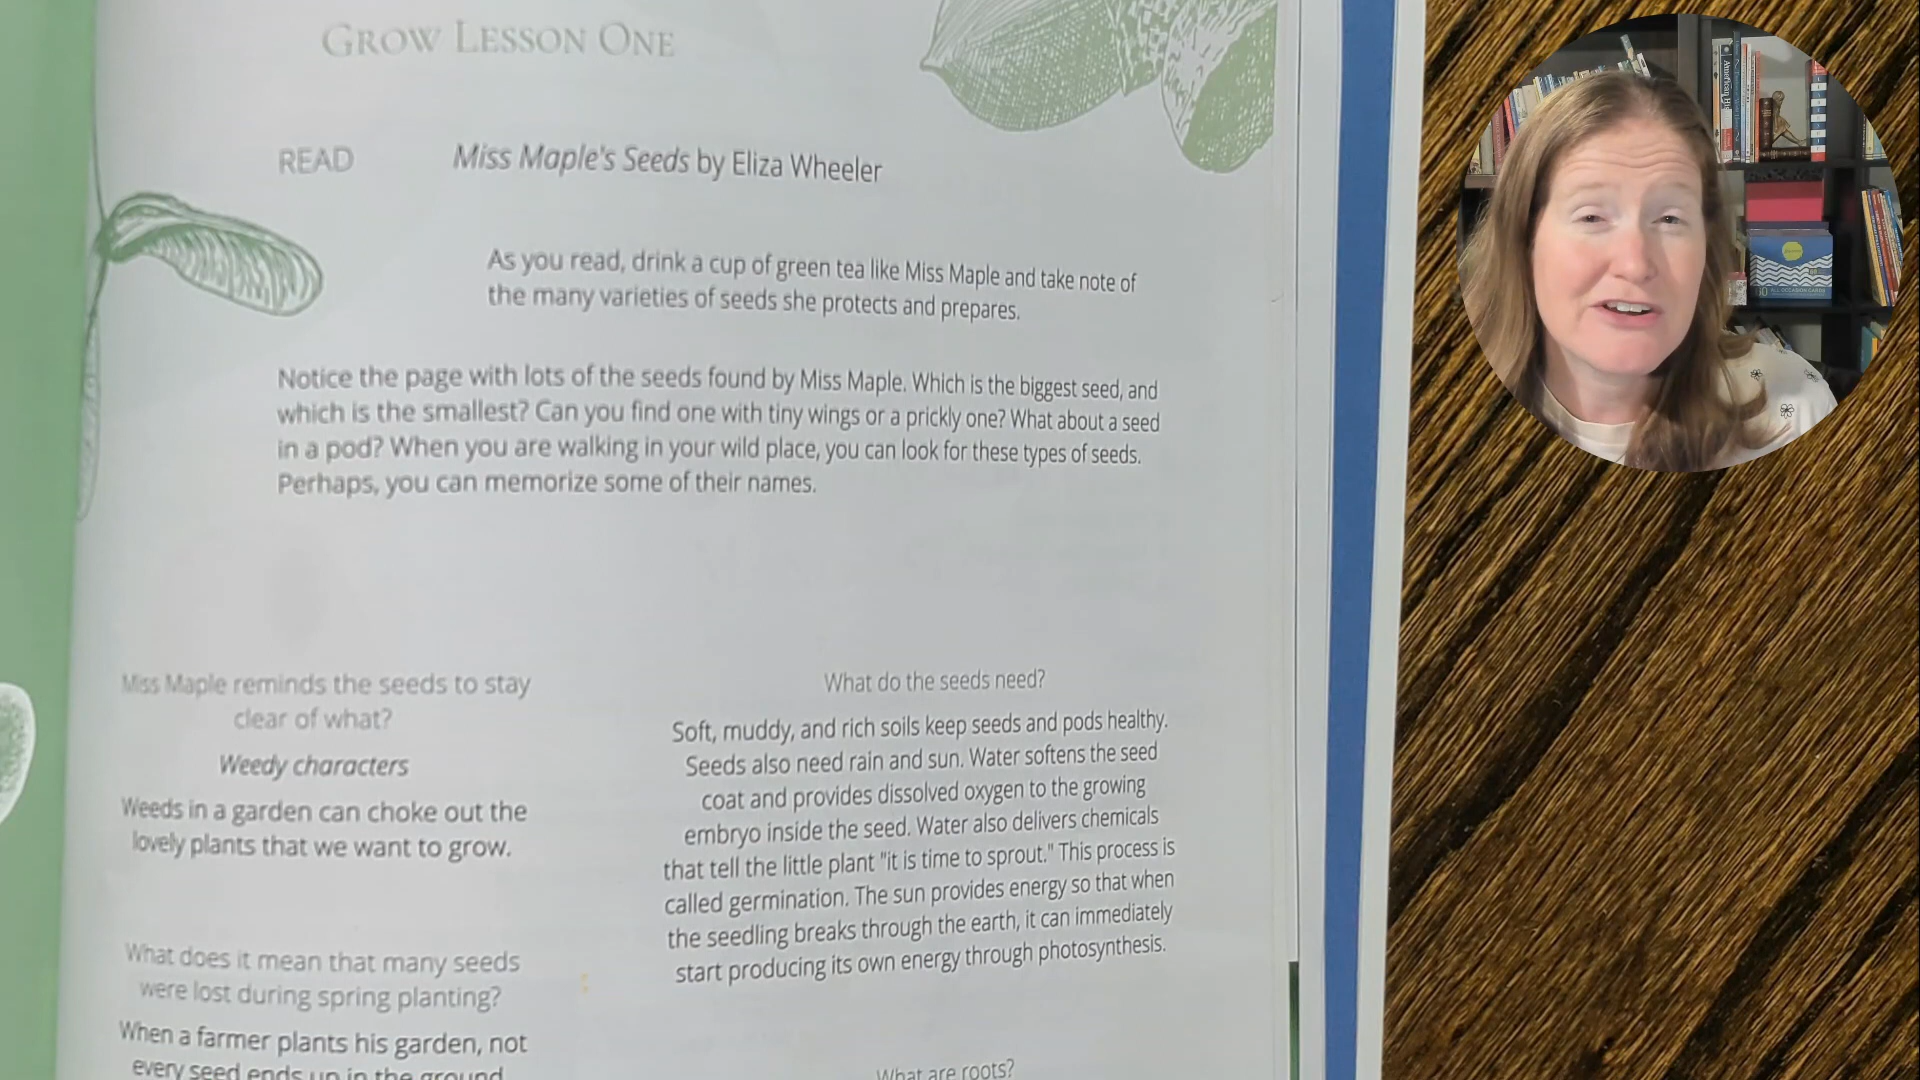 GROW LESSON ONE
READ
Miss Maple's Seeds by Eliza Wheeler
As you read, drink a cup of green tea like Miss Maple and take note of
the many varieties of seeds she protects and prepares.
Notice the page with lots of the seeds found by Miss Maple. Which is the biggest seed, and
which is the smallest? Can you find one with tiny wings or a prickly one? What about a seed
in a pod? When you are walking in your wild place, you can look for these types of seeds.
Perhaps, you can memorize some of their names.
Miss Maple reminds the seeds to stay
clear of what?
Weedy characters
Weeds in a garden can choke out the
lovely plants that we want to grow.
What does it mean that many seeds
were lost during spring planting?
When a farmer plants his garden, not
every seed ends up in the ground
What do the seeds need?
Soft, muddy, and rich soils keep seeds and pods healthy.
Seeds also need rain and sun. Water softens the seed
coat and provides dissolved oxygen to the growing
embryo inside the seed. Water also delivers chemicals
that tell the little plant "it is time to sprout." This process is
called germination. The sun provides energy so that when
the seedling breaks through the earth, it can immediately
start producing its own energy through photosynthesis.
What are roots?
ALL OCCASION CARDS